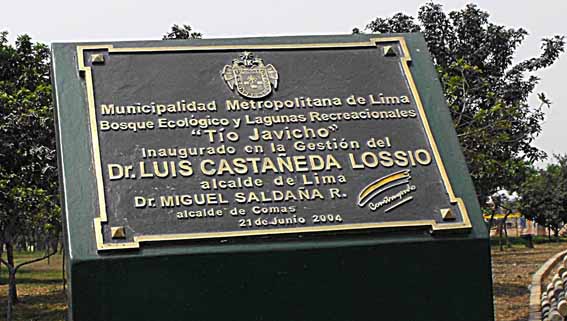 Municipalidad Metropolitana de Lima
Bosque Ecológico y Lagunas Recreacionales
"Tío Javicho"
Inaugurado en la Gestión del
Dr. LUIS CASTAÑEDA LOSSIO
alcalde de Lima
Dr. MIGUEL SALDAÑA R.
alcalde de Comas
21 de Junio 2004